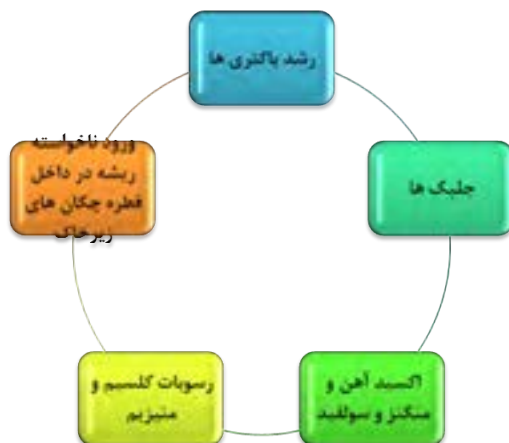 رشد باکتری ها
جلبک ها
اکسید آهن و
منگنز و سولفید
رسوبات کلسیم و
منیزیم
ورود ناخواسته
ریشه در داخل
قطره چکان های
زیرخاک